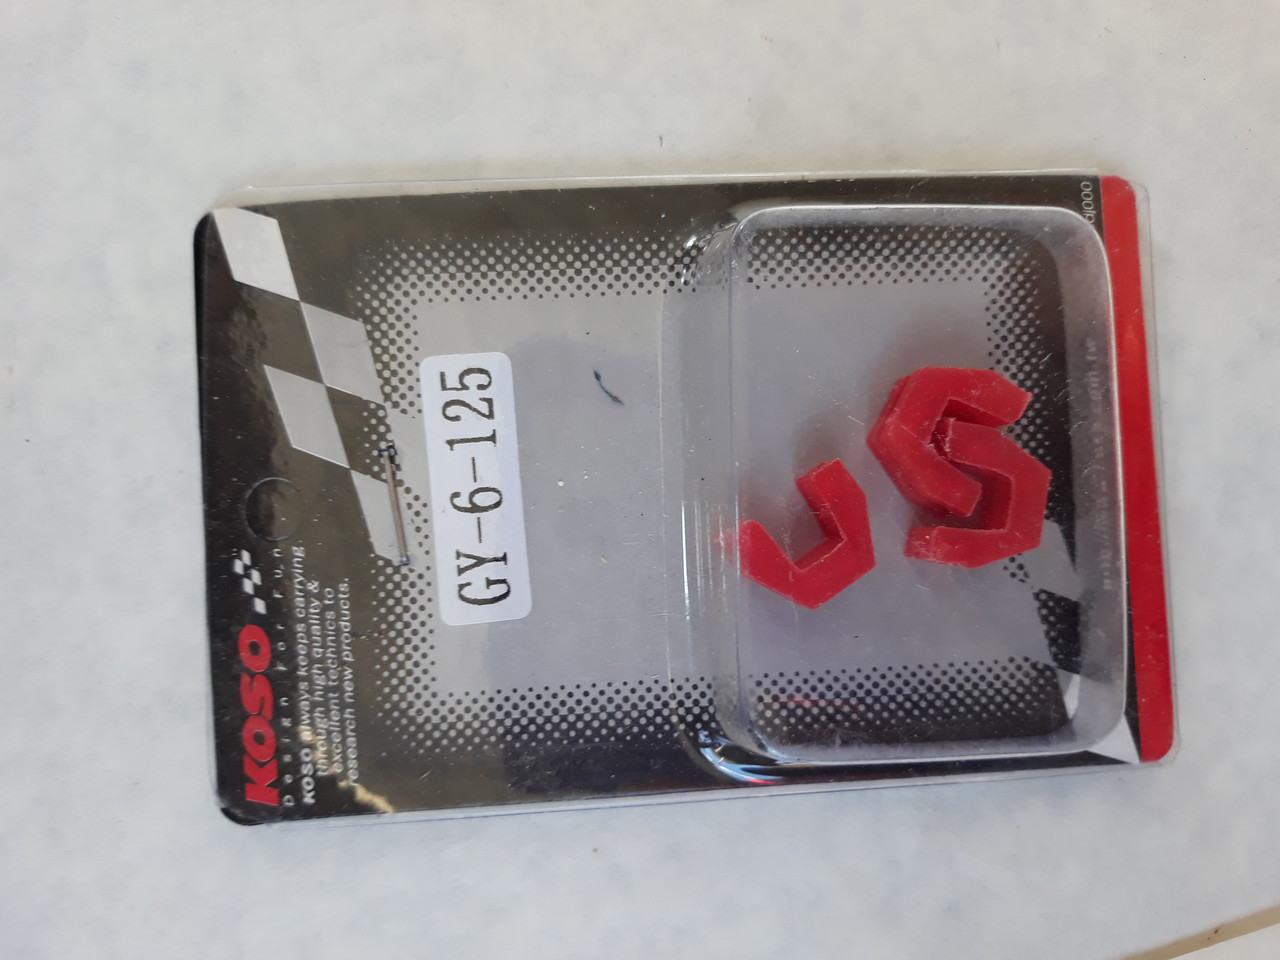 KOSO
Design For Fun
KOSO always keeps carrying
through high quality &
excellent technics to
research new products.
GY-6-125